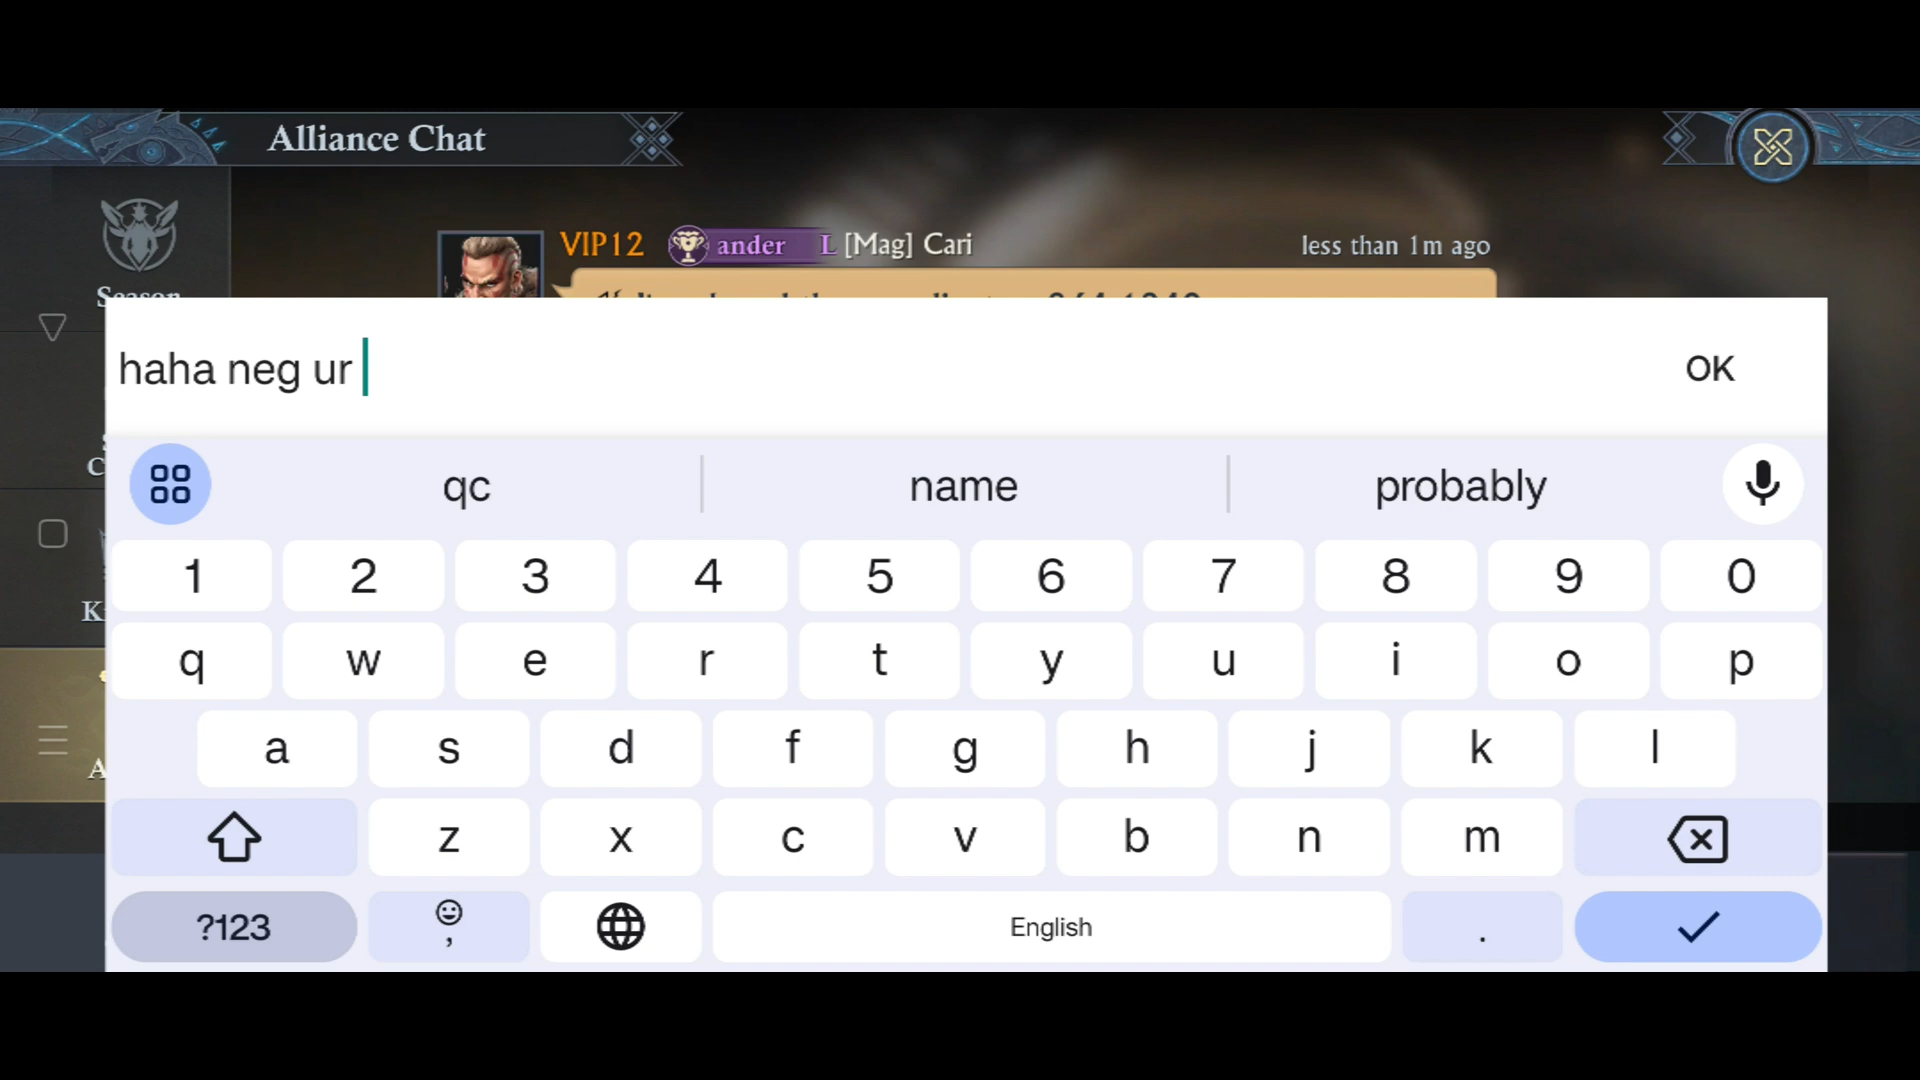 Alliance Chat
VIP12 ander L [Mag] Cari less than 1m ago
Season
haha neg ur
OK
qc name probably
1 2 3 4 5 6 7 8 9 0
q w e r t y u i o p
a s d f g h j k l
z x c v b n m
?123 , English .